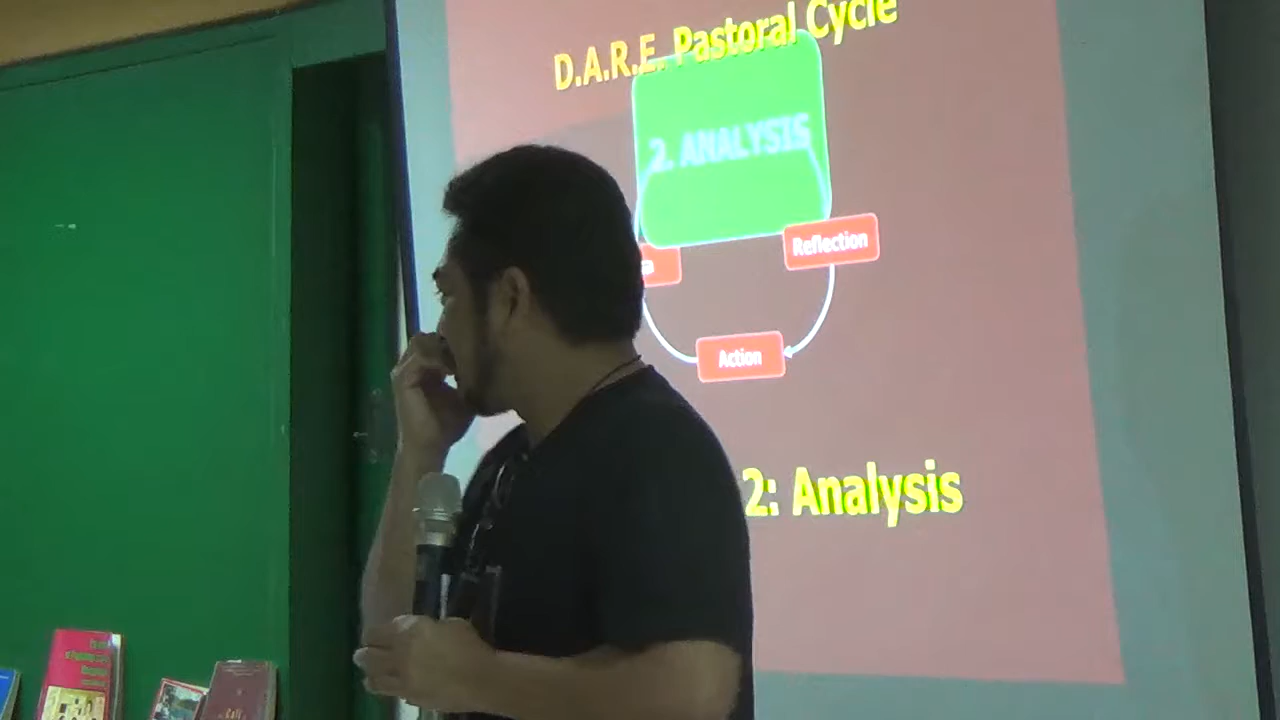 D.A.R.E. Pastoral Cycle
2. ANALYSIS
Reflection
Action
2: Analysis